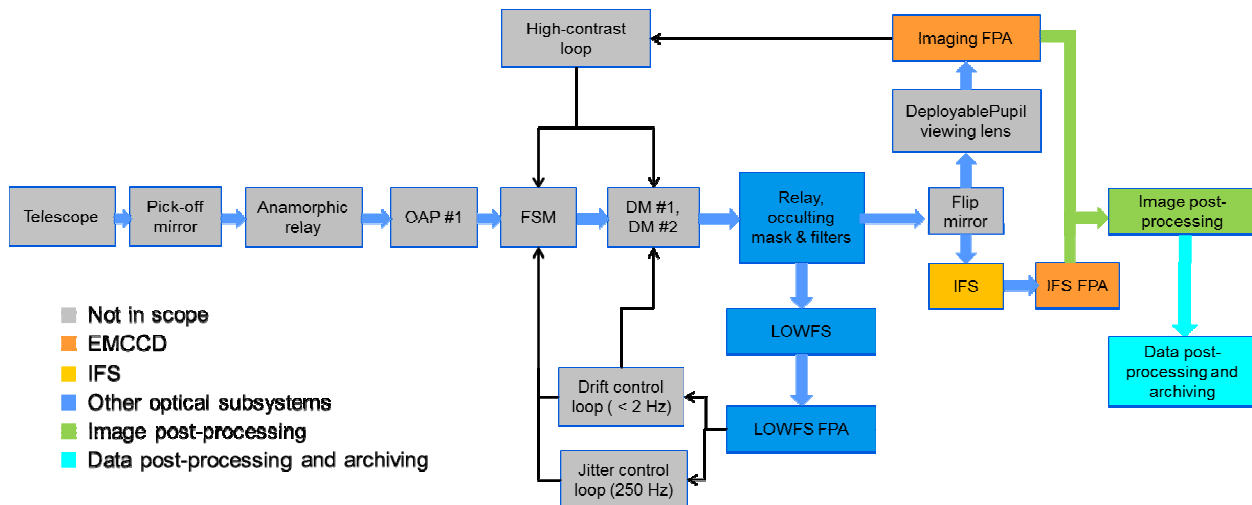 High-contrast
loop
Imaging FPA
DeployablePupil
viewing lens
Telescope
Pick-off
mirror
Anamorphic
relay
OAP #1
FSM
DM #1,
DM #2
Relay,
occulting
mask & filters
Flip
mirror
Image post-
processing
IFS
IFS FPA
LOWFS
Data post-
processing and
archiving
Drift control
loop ( < 2 Hz)
LOWFS FPA
Jitter control
loop (250 Hz)
Not in scope
EMCCD
IFS
Other optical subsystems
Image post-processing
Data post-processing and archiving